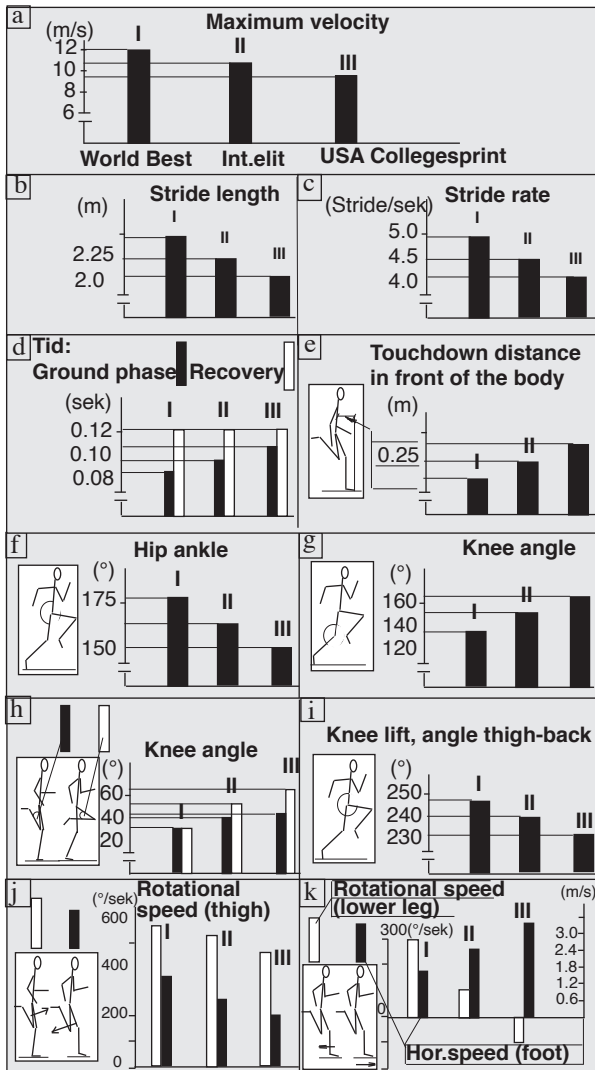 a
Maximum velocity
(m/s)
12
10
8
6
I
II
III
World Best Int.elit USA Collegesprint
b
Stride length
(m)
2.25
2.0
I
II
III
c
Stride rate
(Stride/sek)
5.0
4.5
4.0
I
II
III
d
Tid:
Ground phase Recovery
(sek)
0.12
0.10
0.08
I
II
III
e
Touchdown distance
in front of the body
(m)
0.25
I
II
f
Hip ankle
(°)
175
150
I
II
III
g
Knee angle
(°)
160
140
120
I
II
h
Knee angle
(°)
60
40
20
I
II
III
i
Knee lift, angle thigh-back
(°)
250
240
230
I
II
III
j
Rotational
speed (thigh)
(°/sek)
600
400
200
0
I
II
III
k
Rotational speed
(lower leg)
(m/s)
300(°/sek)
0
I
II
III
3.0
2.4
1.8
1.2
0.6
Hor.speed (foot)